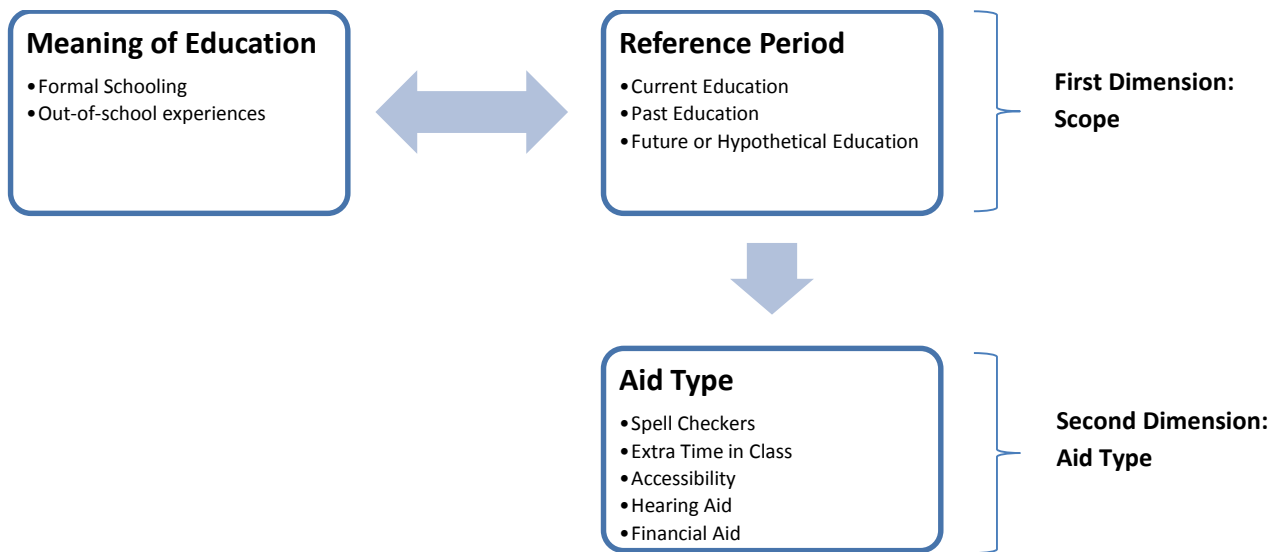 Meaning of Education
•Formal Schooling
•Out-of-school experiences
Reference Period
•Current Education
•Past Education
•Future or Hypothetical Education
First Dimension:
Scope
Aid Type
•Spell Checkers
•Extra Time in Class
•Accessibility
•Hearing Aid
•Financial Aid
Second Dimension:
Aid Type